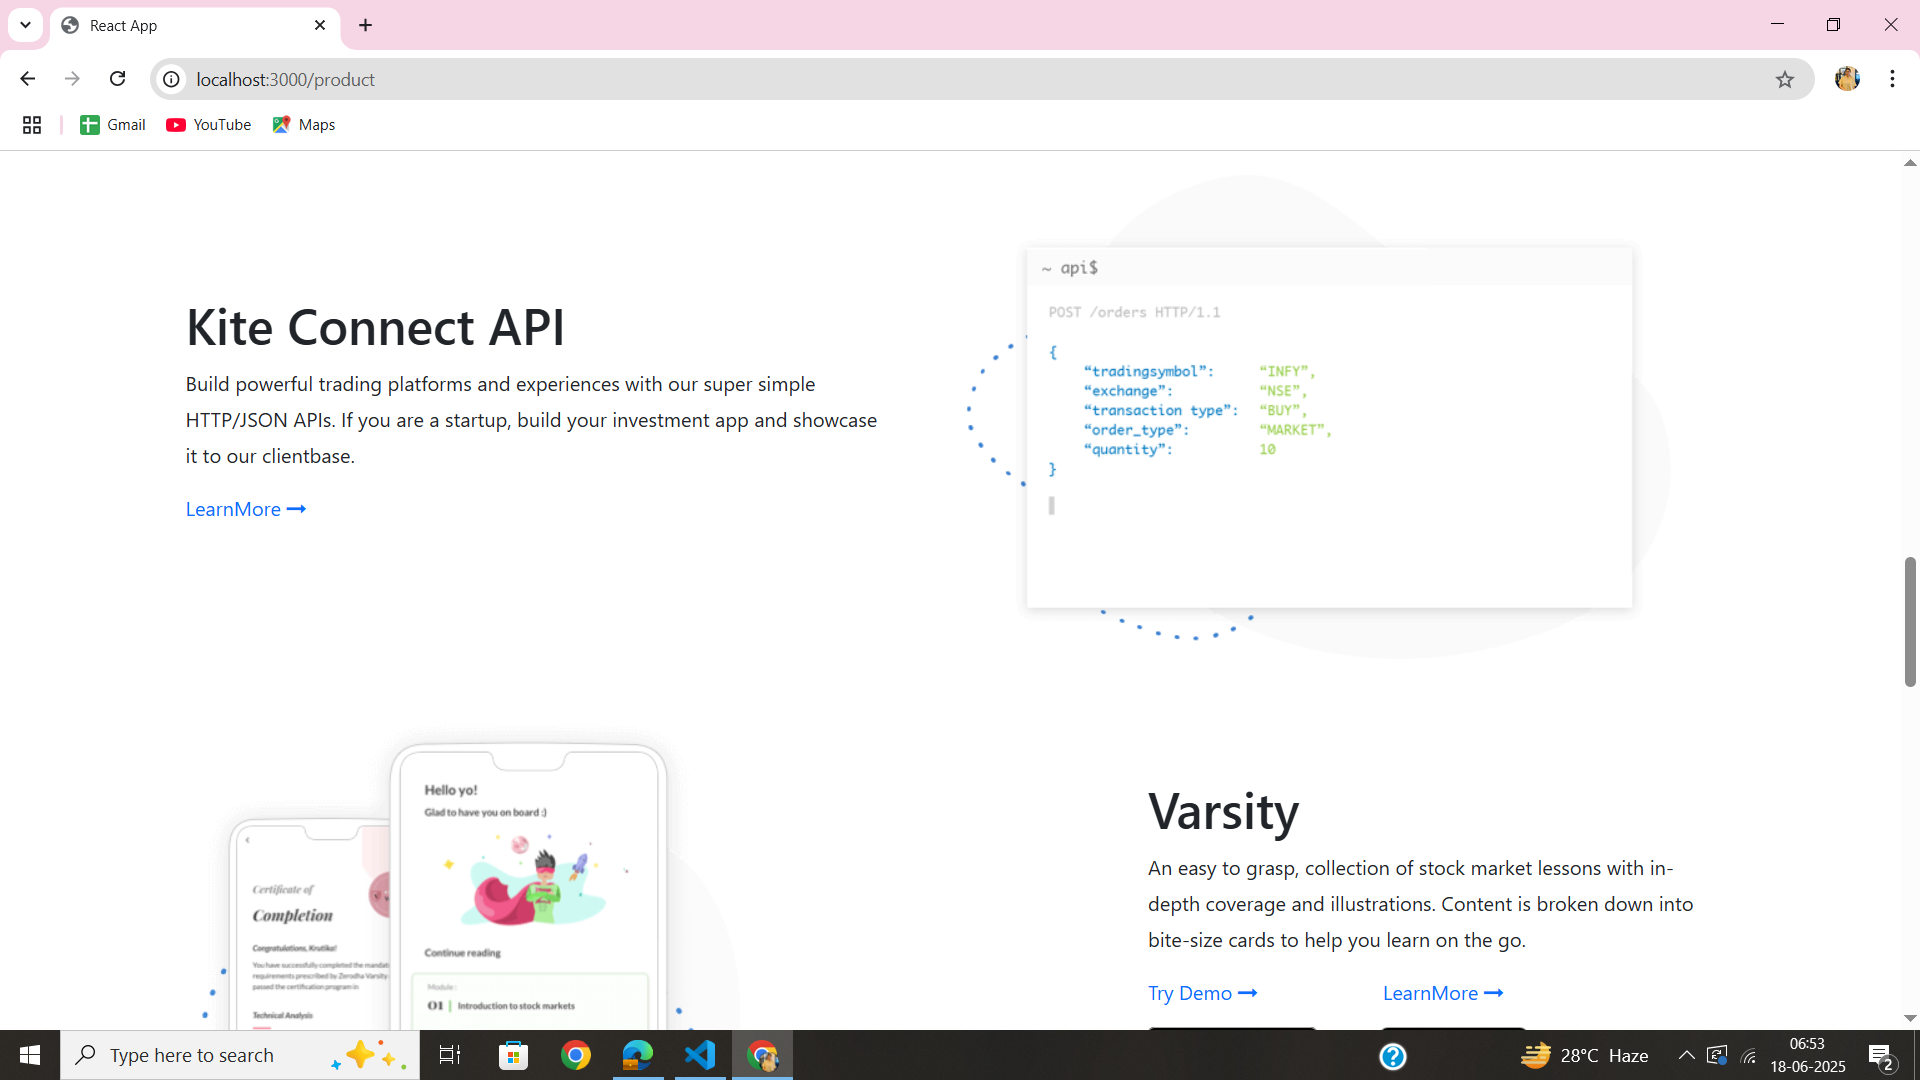 React App
localhost:3000/product
Gmail
YouTube
Maps
Kite Connect API
Build powerful trading platforms and experiences with our super simple
HTTP/JSON APIs. If you are a startup, build your investment app and showcase
it to our clientbase.
LearnMore
~ api$
POST /orders HTTP/1.1
{
“tradingsymbol”: “INFY”,
“exchange”: “NSE”,
“transaction type”: “BUY”,
“order_type”: “MARKET”,
“quantity”: 10
}
Certificate of
Completion
Congratulations, Krutika!
You have successfully completed the mandat
requirements prescribed by Zerodha Varsity
passed the certification program in
Technical Analysis
Hello yo!
Glad to have you on board :)
Continue reading
Module :
01 | Introduction to stock markets
Varsity
An easy to grasp, collection of stock market lessons with in-
depth coverage and illustrations. Content is broken down into
bite-size cards to help you learn on the go.
Try Demo
LearnMore
Type here to search
28°C Haze
06:53
18-06-2025
2